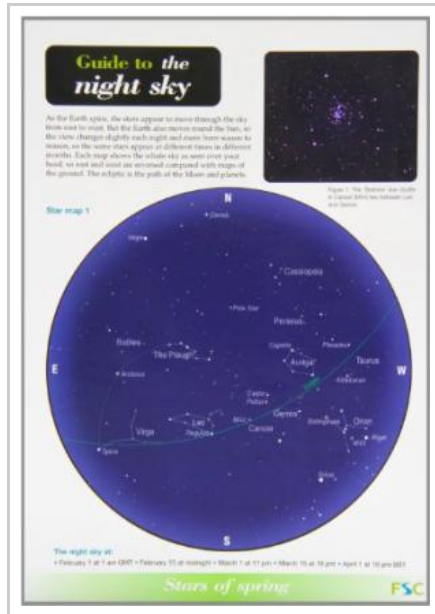 Guide to the
night sky
As the Earth spins, the stars appear to move through the sky
from east to west. But the Earth also moves round the Sun, so
the view changes slightly each night and more from season to
season, so the same stars appear at different times in different
months. Each map shows the whole sky as seen over your
head, so east and west are reversed compared with maps of
the ground. The ecliptic is the path of the Moon and planets.
Star map 1
N
Deneb
Vega
Cassiopeia
Pole Star
Perseus
Boötes
The Plough
Capella
Pleiades
Auriga
Taurus
E
W
Arcturus
Aldebaran
Castor
Pollux
Gemini
Leo
Regulus
Cancer
Betelgeuse
Orion
Rigel
Virgo
Spica
Sirius
S
The night sky at:
• February 1 at 1 am GMT • February 15 at midnight • March 1 at 11 pm • March 15 at 10 pm • April 1 at 10 pm BST
Stars of spring
FSC